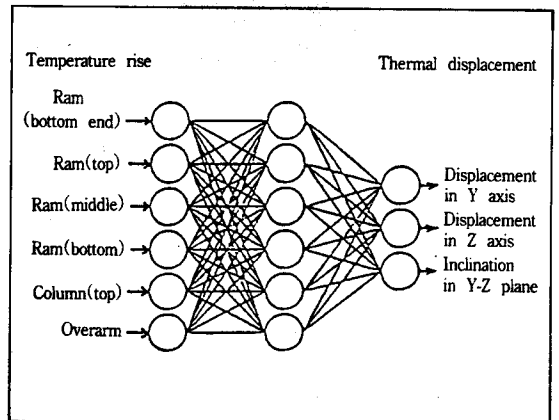 Temperature rise
Thermal displacement
Ram
(bottom end)
Ram(top)
Ram(middle)
Ram(bottom)
Column(top)
Overarm
Displacement
in Y axis
Displacement
in Z axis
Inclination
in Y-Z plane